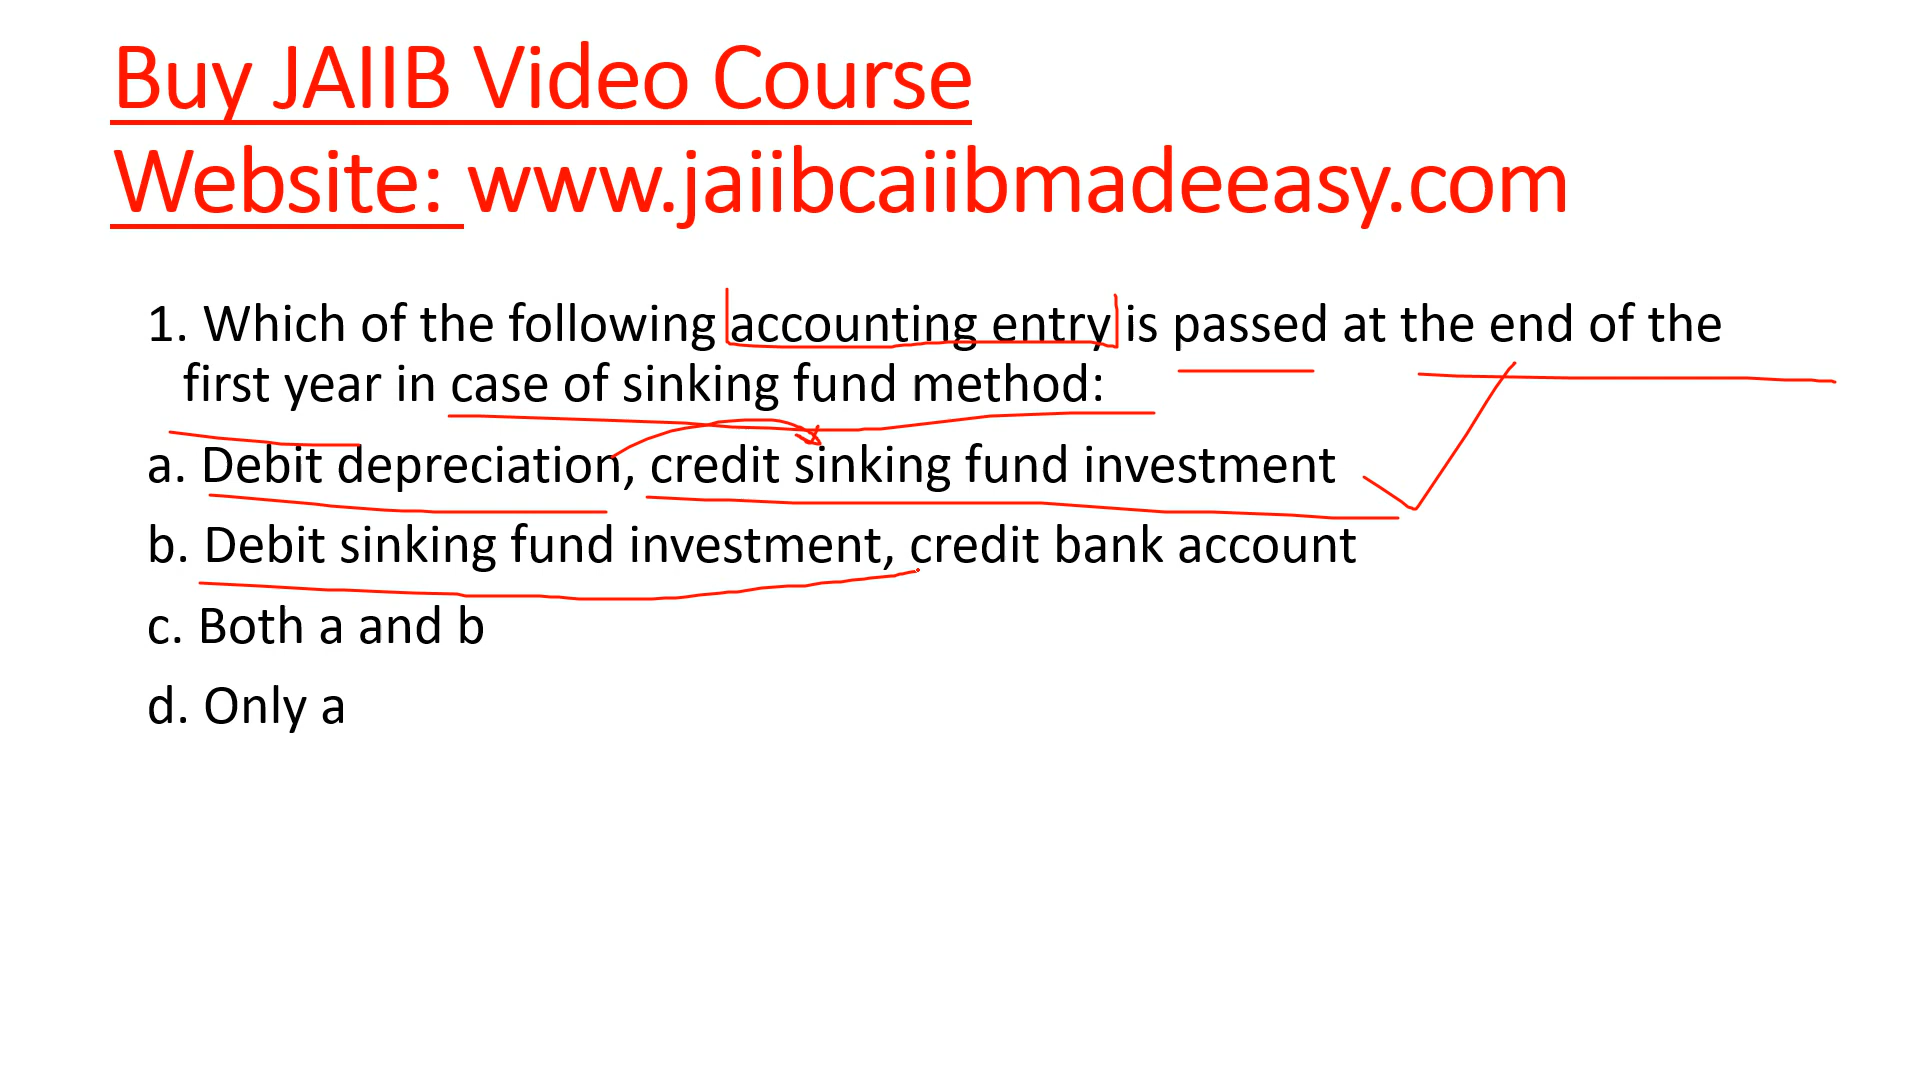 Buy JAIIB Video Course
Website: www.jaiibcaiibmadeeasy.com
1. Which of the following accounting entry is passed at the end of the
first year in case of sinking fund method:
a. Debit depreciation, credit sinking fund investment
b. Debit sinking fund investment, credit bank account
c. Both a and b
d. Only a